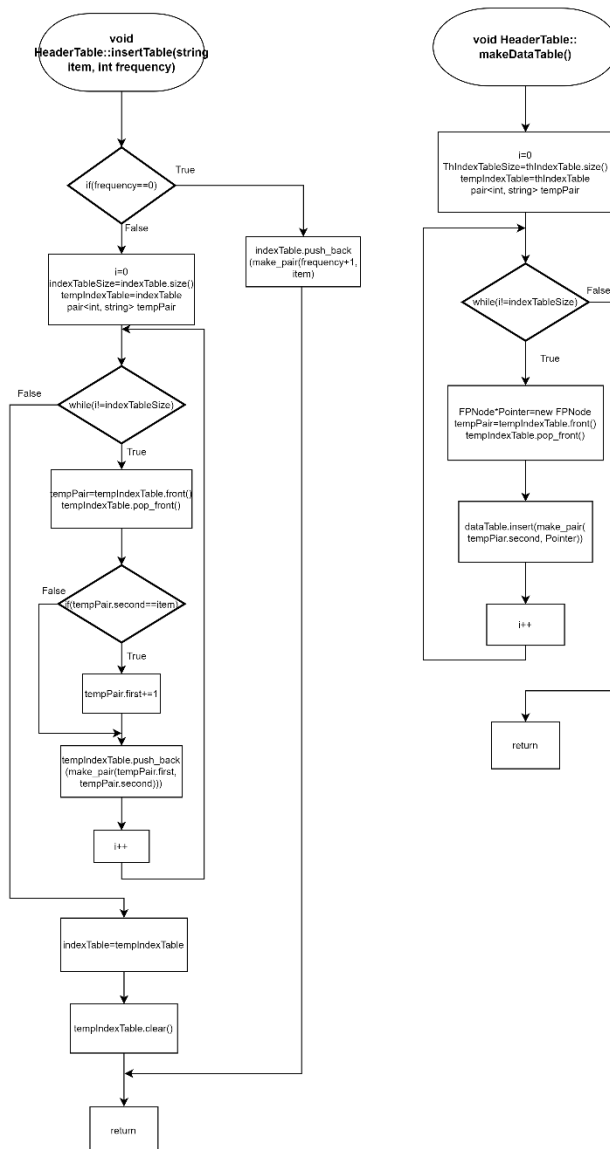 void
HeaderTable::insertTable(string
item, int frequency)
True
if(frequency==0)
False
indexTable.push_back
(make_pair(frequency+1,
item)
i=0
indexTableSize=indexTable.size()
tempIndexTable=indexTable
pair<int, string> tempPair
False
while(i!=indexTableSize)
True
tempPair=tempIndexTable.front()
tempIndexTable.pop_front()
False
if(tempPair.second==item)
True
tempPair.first+=1
tempIndexTable.push_back
(make_pair(tempPair.first,
tempPair.second)))
i++
indexTable=tempIndexTable
tempIndexTable.clear()
return
void HeaderTable::
makeDataTable()
i=0
ThIndexTableSize=thIndexTable.size()
tempIndexTable=thIndexTable
pair<int, string> tempPair
False
while(i!=indexTableSize)
True
FPNode*Pointer=new FPNode
tempPair=tempIndexTable.front()
tempIndexTable.pop_front()
dataTable.insert(make_pair(
tempPiar.second, Pointer))
i++
return